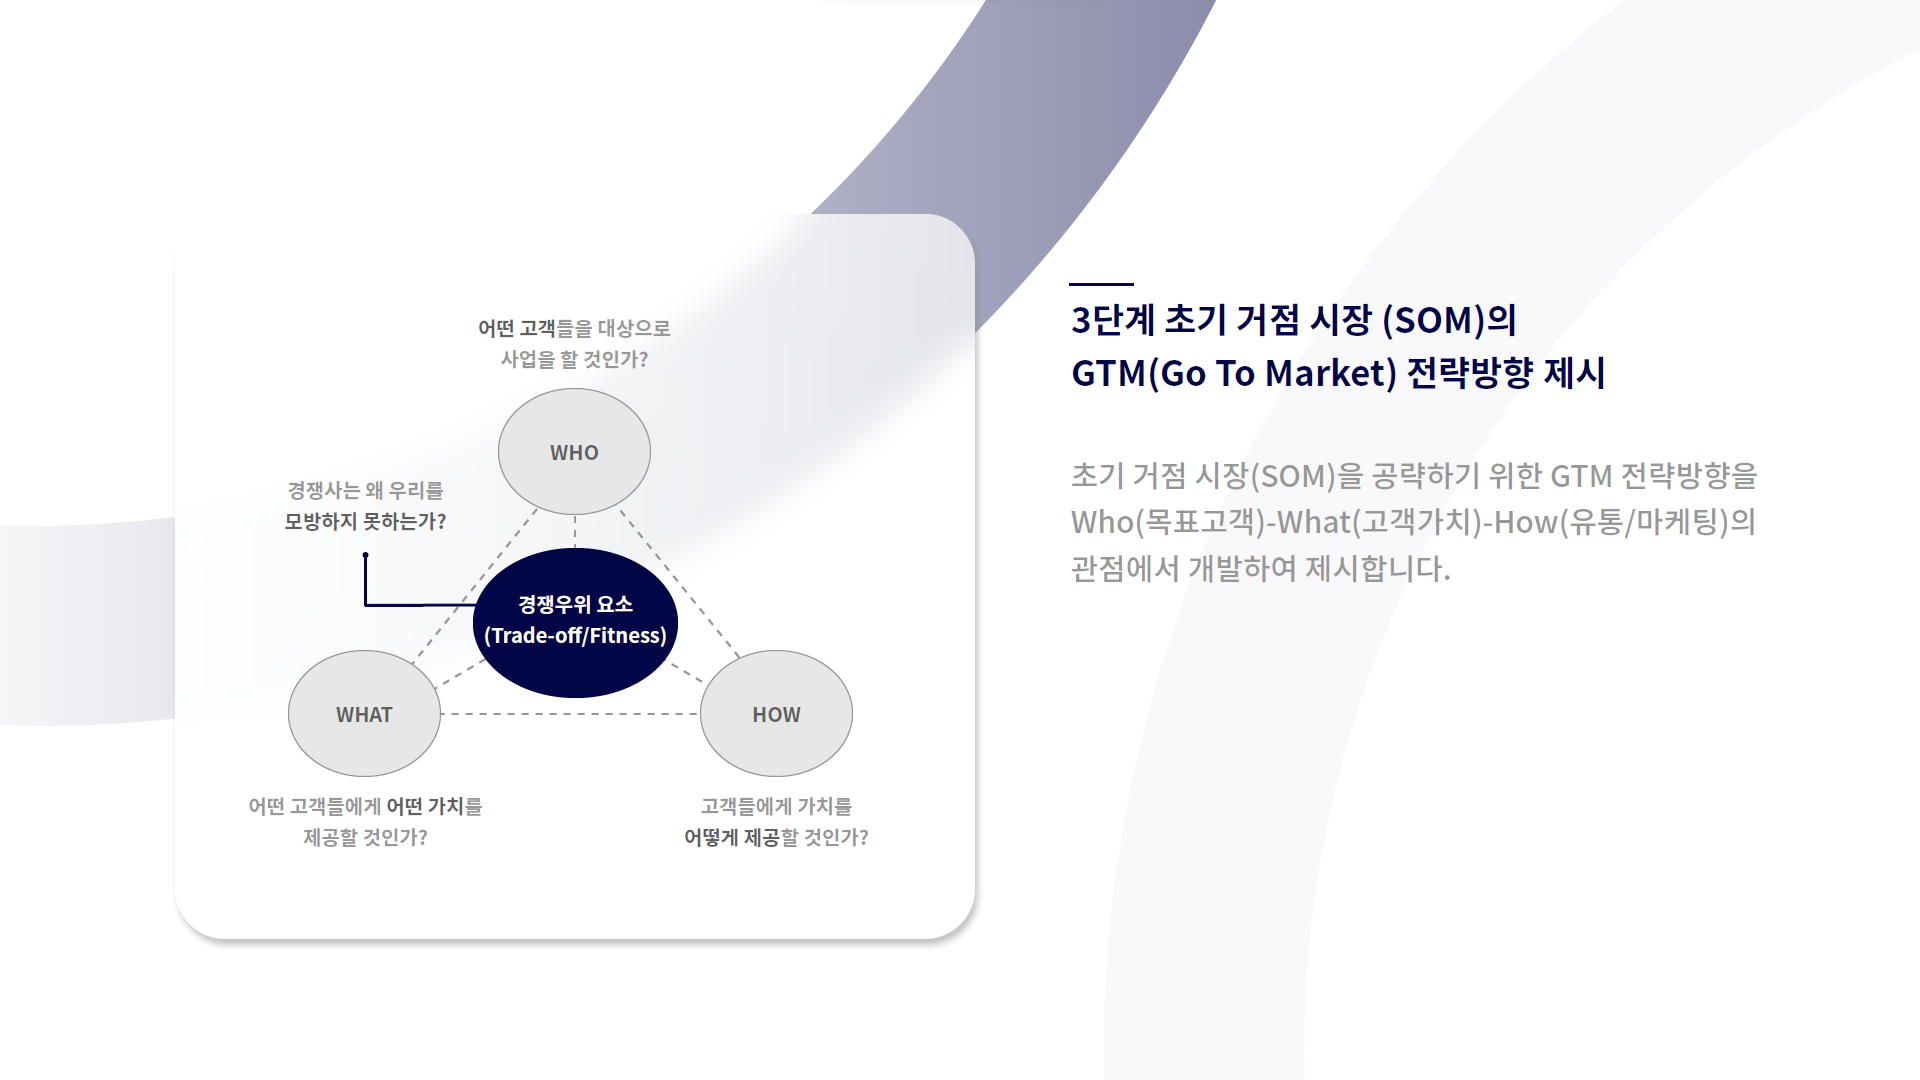 어떤 고객들을 대상으로
사업을 할 것인가?
WHO
경쟁사는 왜 우리를
모방하지 못하는가?
경쟁우위 요소
(Trade-off/Fitness)
WHAT
HOW
어떤 고객들에게 어떤 가치를
제공할 것인가?
고객들에게 가치를
어떻게 제공할 것인가?
3단계 초기 거점 시장 (SOM)의
GTM(Go To Market) 전략방향 제시
초기 거점 시장(SOM)을 공략하기 위한 GTM 전략방향을
Who(목표고객)-What(고객가치)-How(유통/마케팅)의
관점에서 개발하여 제시합니다.